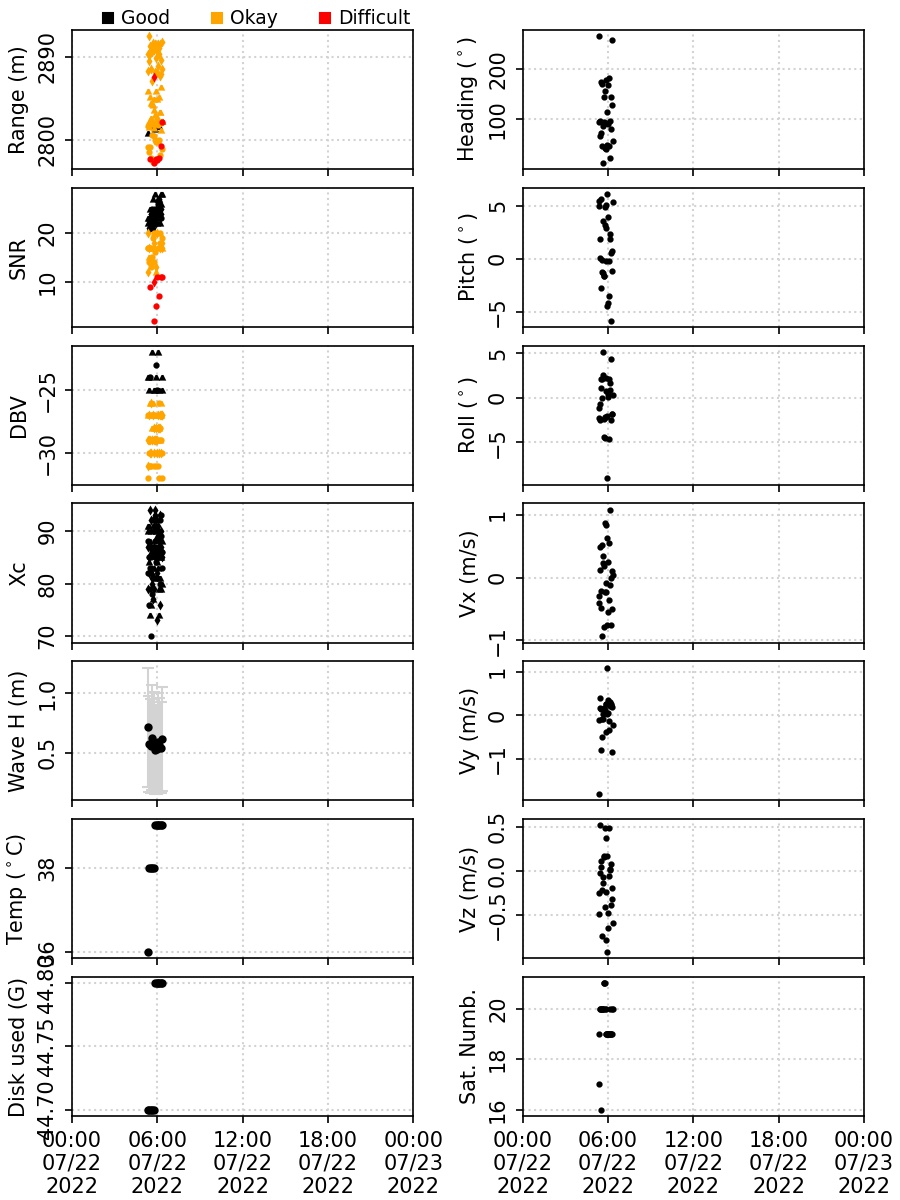 Good Okay Difficult
Range (m)
2890
2800
Heading (°)
200
100
SNR
20
10
Pitch (°)
5
0
−5
DBV
−25
−30
Roll (°)
5
0
−5
Xc
90
80
70
Vx (m/s)
1
0
−1
Wave H (m)
1.0
0.5
Vy (m/s)
1
0
−1
Temp (°C)
38
36
Vz (m/s)
0.5
0.0
−0.5
Disk used (G)
44.80
44.75
44.70
Sat. Numb.
20
18
16
00:00 06:00 12:00 18:00 00:00
07/22 07/22 07/22 07/22 07/23
2022 2022 2022 2022 2022
00:00 06:00 12:00 18:00 00:00
07/22 07/22 07/22 07/22 07/23
2022 2022 2022 2022 2022